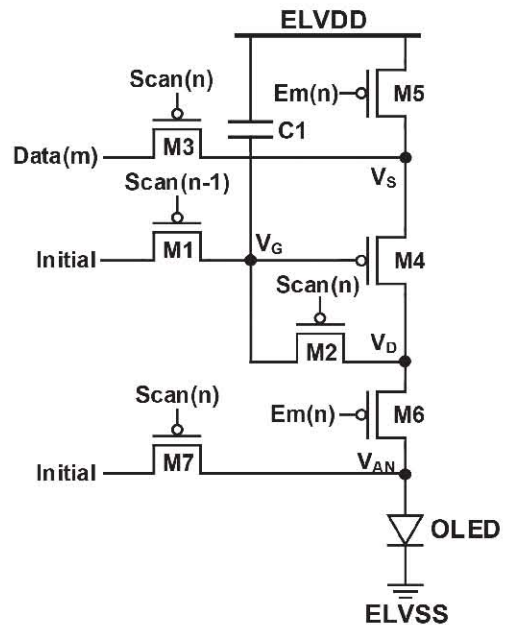 ELVDD
Scan(n)
Em(n)
M5
C1
Data(m)
M3
VS
Scan(n-1)
VG
Initial
M1
M4
Scan(n)
M2
VD
Scan(n)
Em(n)
M6
Initial
M7
VAN
OLED
ELVSS